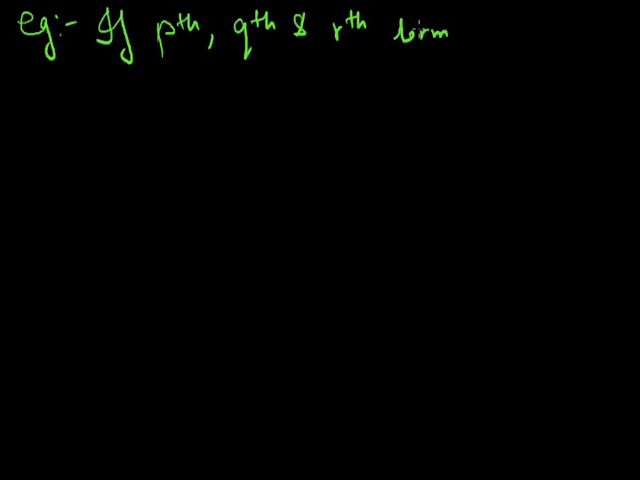 eg:- If pth, qth & rth term